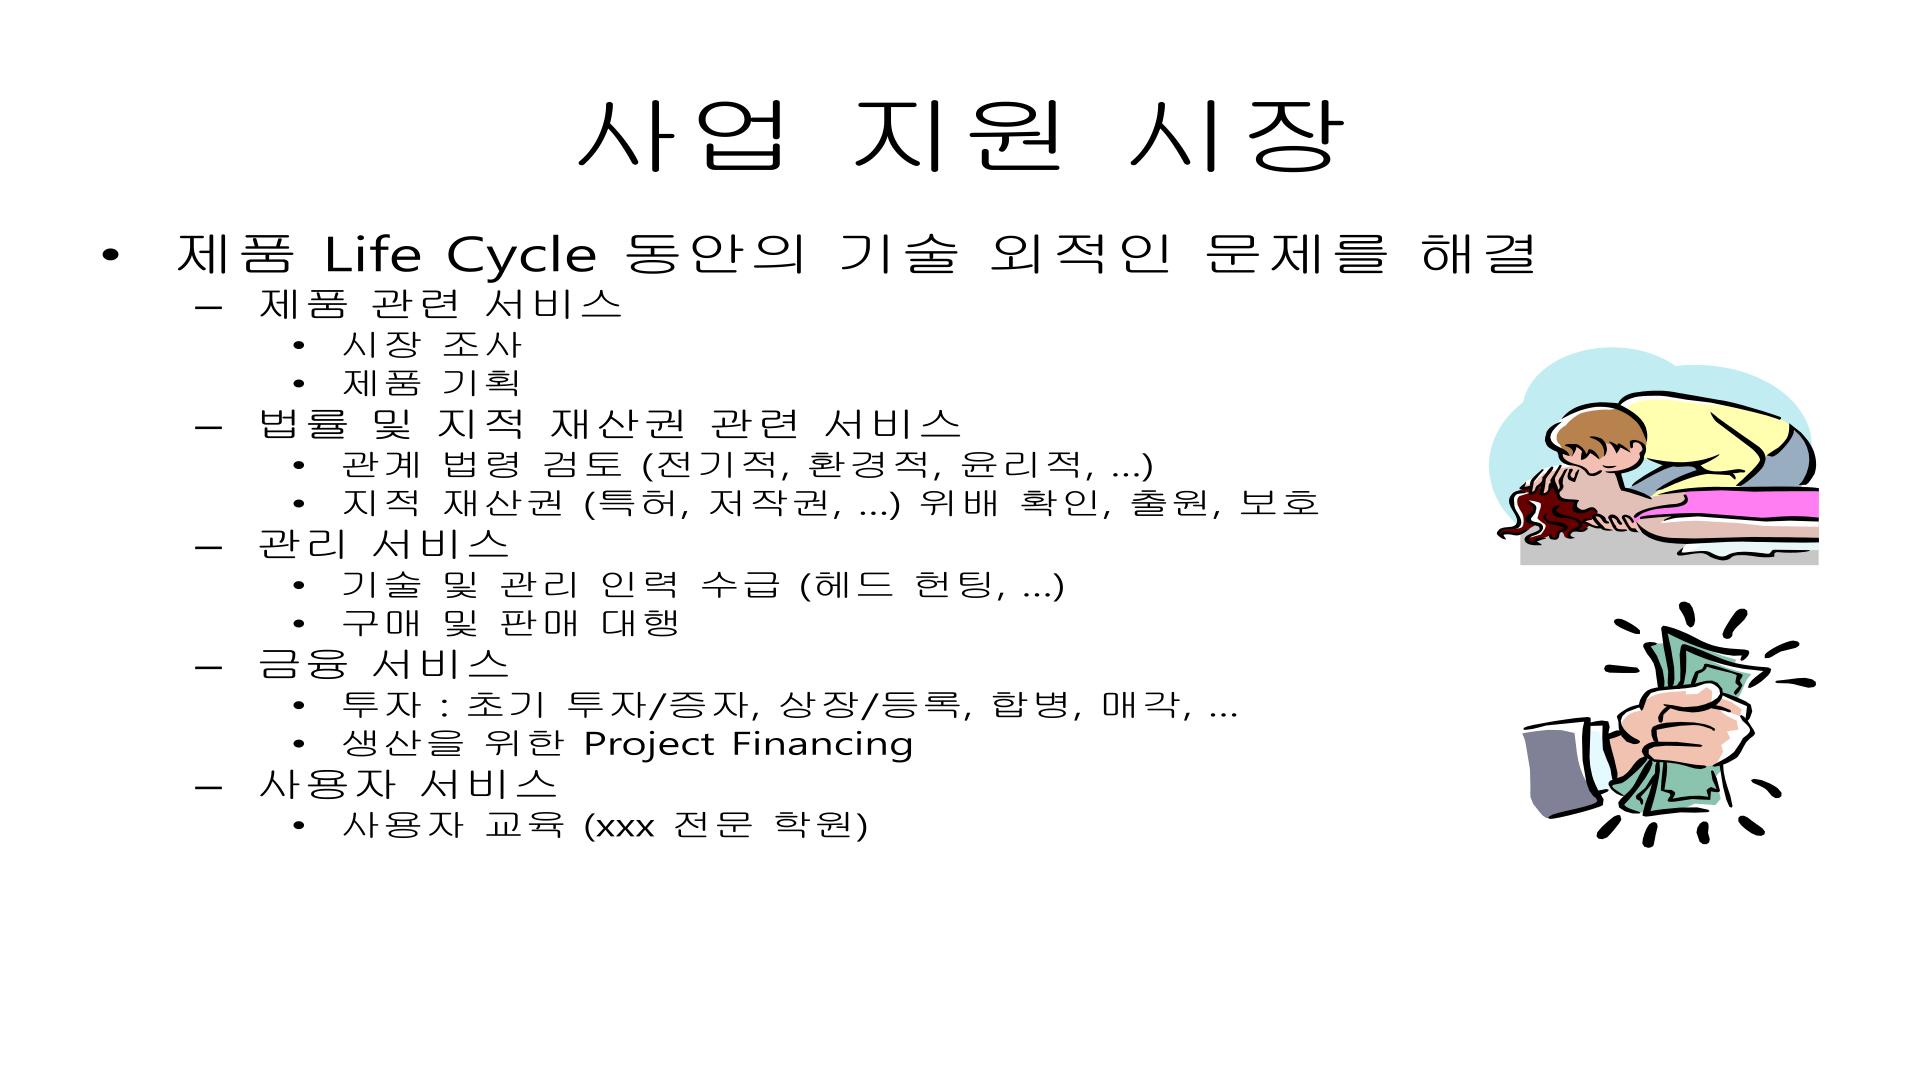 사업 지원 시장
• 제품 Life Cycle 동안의 기술 외적인 문제를 해결
– 제품 관련 서비스
• 시장 조사
• 제품 기획
– 법률 및 지적 재산권 관련 서비스
• 관계 법령 검토 (전기적, 환경적, 윤리적, ...)
• 지적 재산권 (특허, 저작권, ...) 위배 확인, 출원, 보호
– 관리 서비스
• 기술 및 관리 인력 수급 (헤드 헌팅, ...)
• 구매 및 판매 대행
– 금융 서비스
• 투자 : 초기 투자/증자, 상장/등록, 합병, 매각, ...
• 생산을 위한 Project Financing
– 사용자 서비스
• 사용자 교육 (xxx 전문 학원)